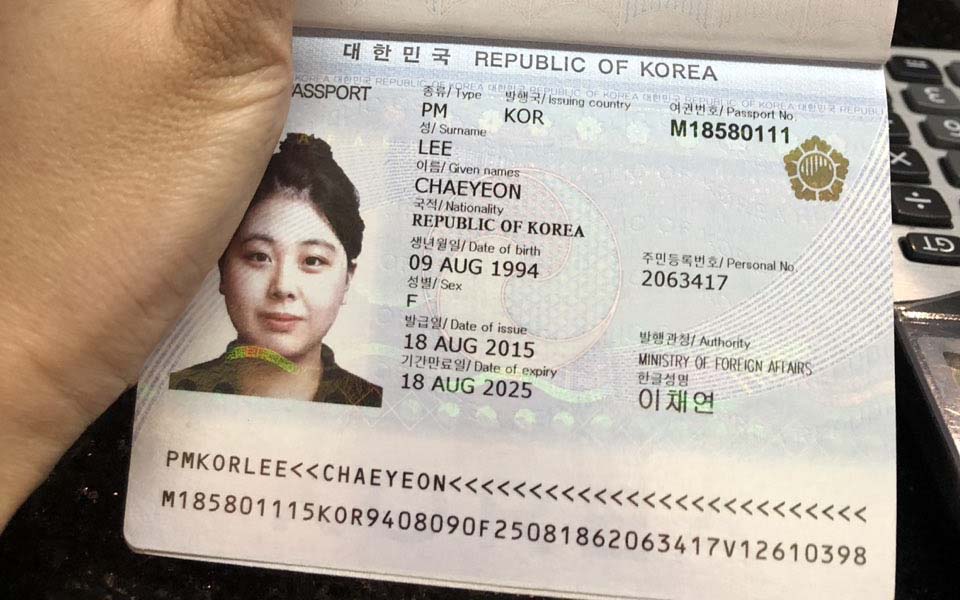 대한민국 REPUBLIC OF KOREA
PASSPORT
종류/ Type 발행국/ Issuing country 여권번호/ Passport No.
PM KOR M18580111
성/ Surname
LEE
이름/ Given names
CHAEYEON
국적/ Nationality
REPUBLIC OF KOREA
생년월일/ Date of birth 주민등록번호/ Personal No.
09 AUG 1994 2063417
성별/ Sex
F
발급일/ Date of issue 발행관청/ Authority
18 AUG 2015 MINISTRY OF FOREIGN AFFAIRS
기간만료일/ Date of expiry 한글성명
18 AUG 2025 이채연
PMKORLEE<<CHAEYEON<<<<<<<<<<<<<<<<<<<<<<<<<<
M185801115KOR9408090F25081862063417V12610398
3
×
÷
GT